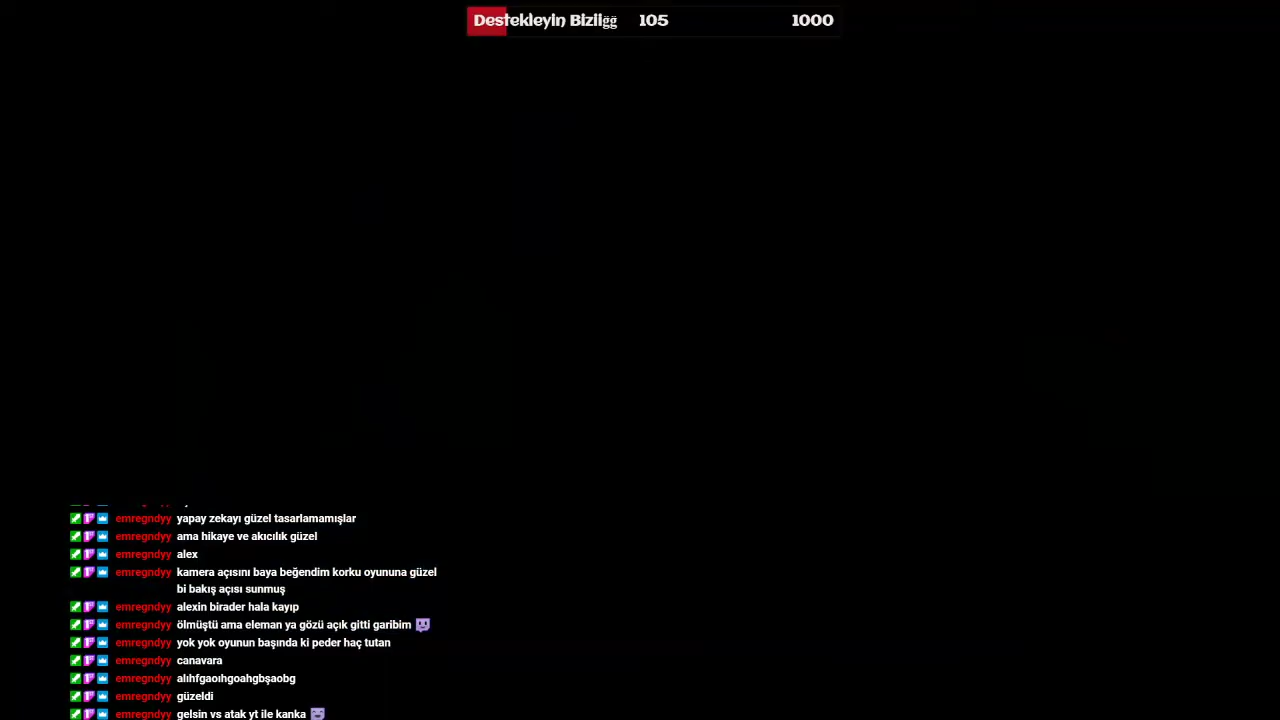 Destekleyin Biziiğğ 105 1000
emregndyy yapay zekayı güzel tasarlamamışlar
emregndyy ama hikaye ve akıcılık güzel
emregndyy alex
emregndyy kamera açısını baya beğendim korku oyununa güzel
bi bakış açısı sunmuş
emregndyy alexin birader hala kayıp
emregndyy ölmüştü ama eleman ya gözü açık gitti garibim
emregndyy yok yok oyunun başında ki peder haç tutan
emregndyy canavara
emregndyy alıhfgaoıhgoahgbşaobg
emregndyy güzeldi
emregndyy gelsin vs atak yt ile kanka